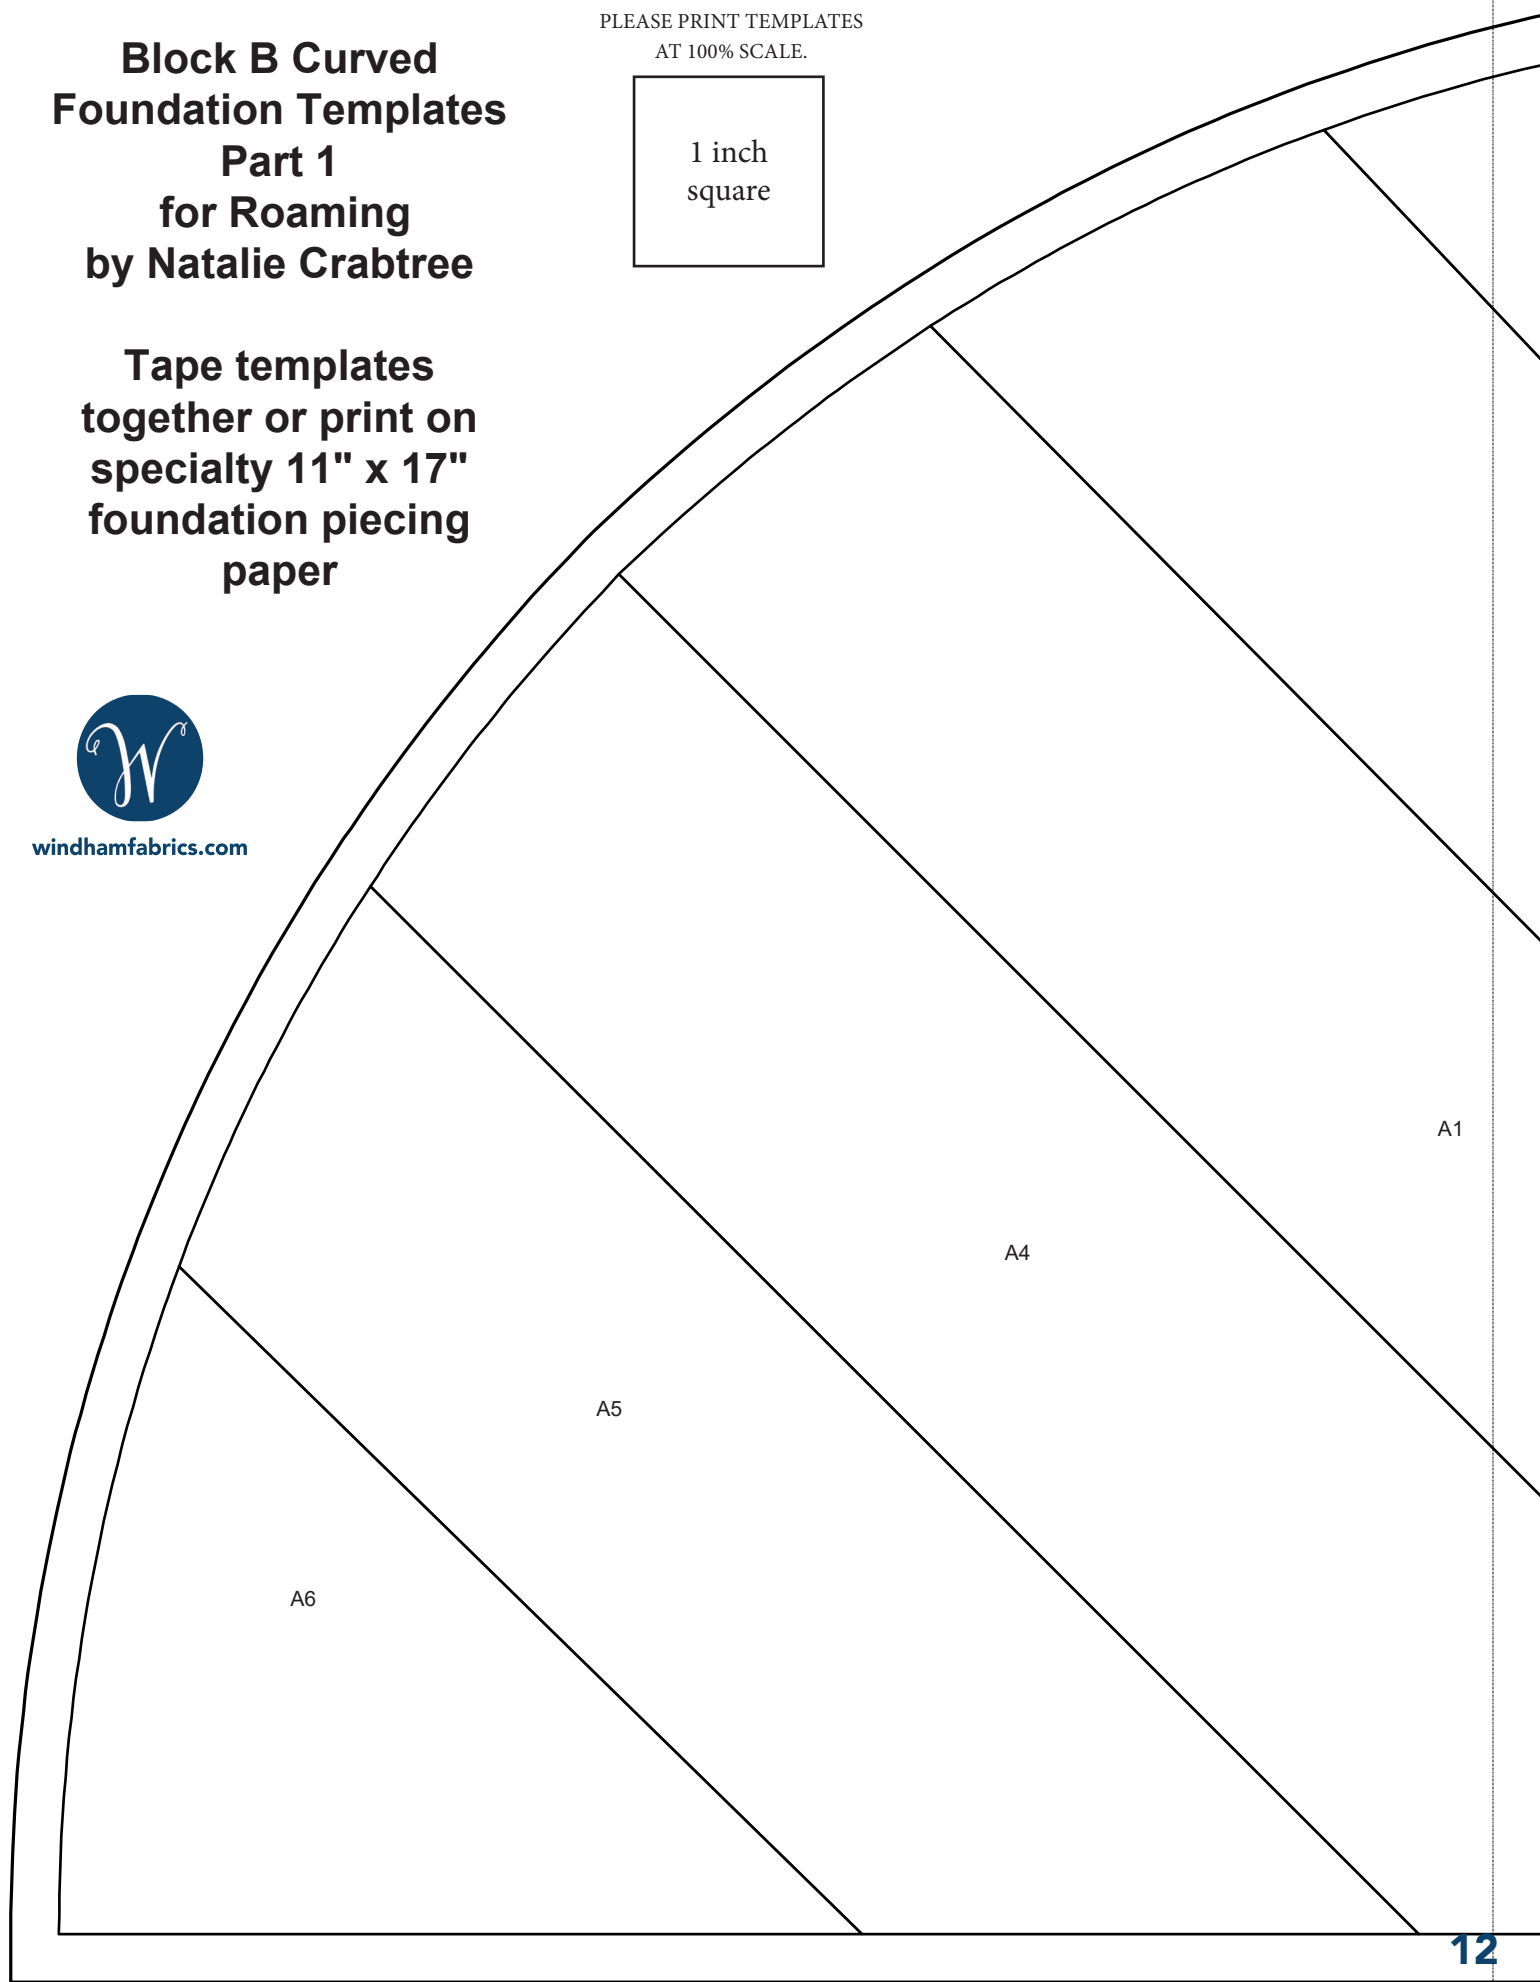 Block B Curved
Foundation Templates
Part 1
for Roaming
by Natalie Crabtree
Tape templates
together or print on
specialty 11" x 17"
foundation piecing
paper
PLEASE PRINT TEMPLATES
AT 100% SCALE.
1 inch
square
W
windhamfabrics.com
A1
A4
A5
A6
12